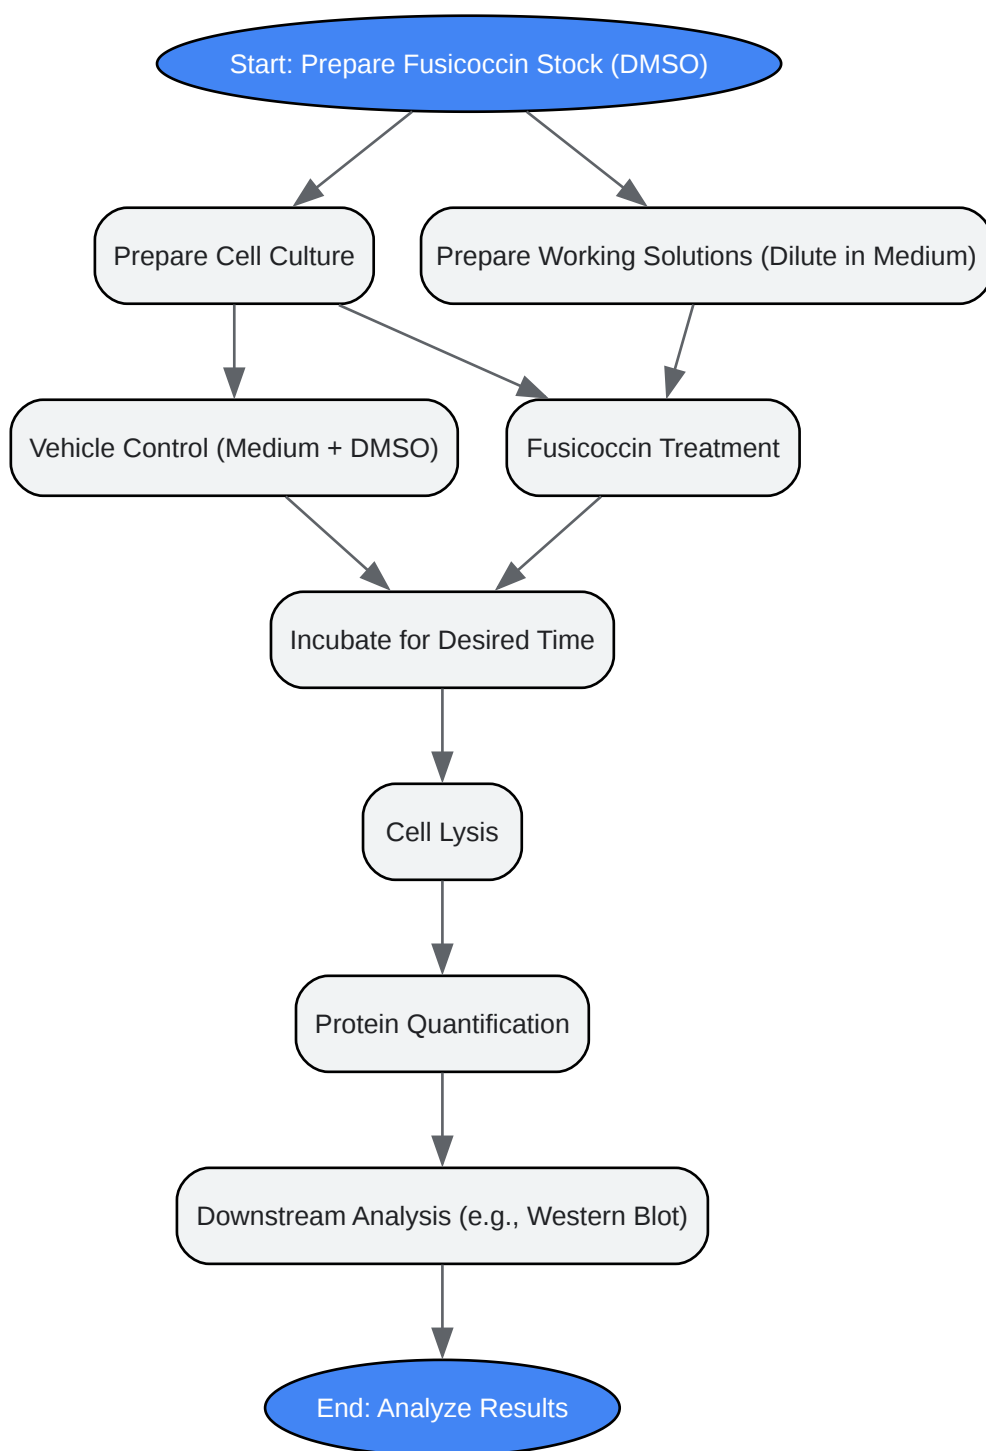 Start: Prepare Fusicoccin Stock (DMSO)
Prepare Cell Culture
Prepare Working Solutions (Dilute in Medium)
Vehicle Control (Medium + DMSO)
Fusicoccin Treatment
Incubate for Desired Time
Cell Lysis
Protein Quantification
Downstream Analysis (e.g., Western Blot)
End: Analyze Results